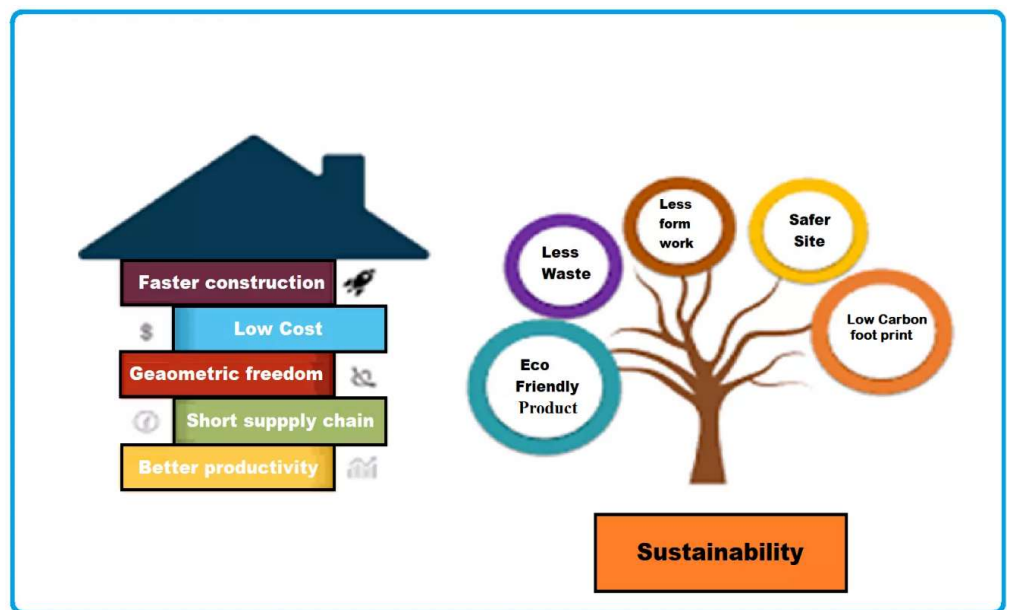 Faster construction
$
Low Cost
Geaometric freedom
Short suppply chain
Better productivity
Less
form
work
Safer
Site
Less
Waste
Low Carbon
foot print
Eco
Friendly
Product
Sustainability